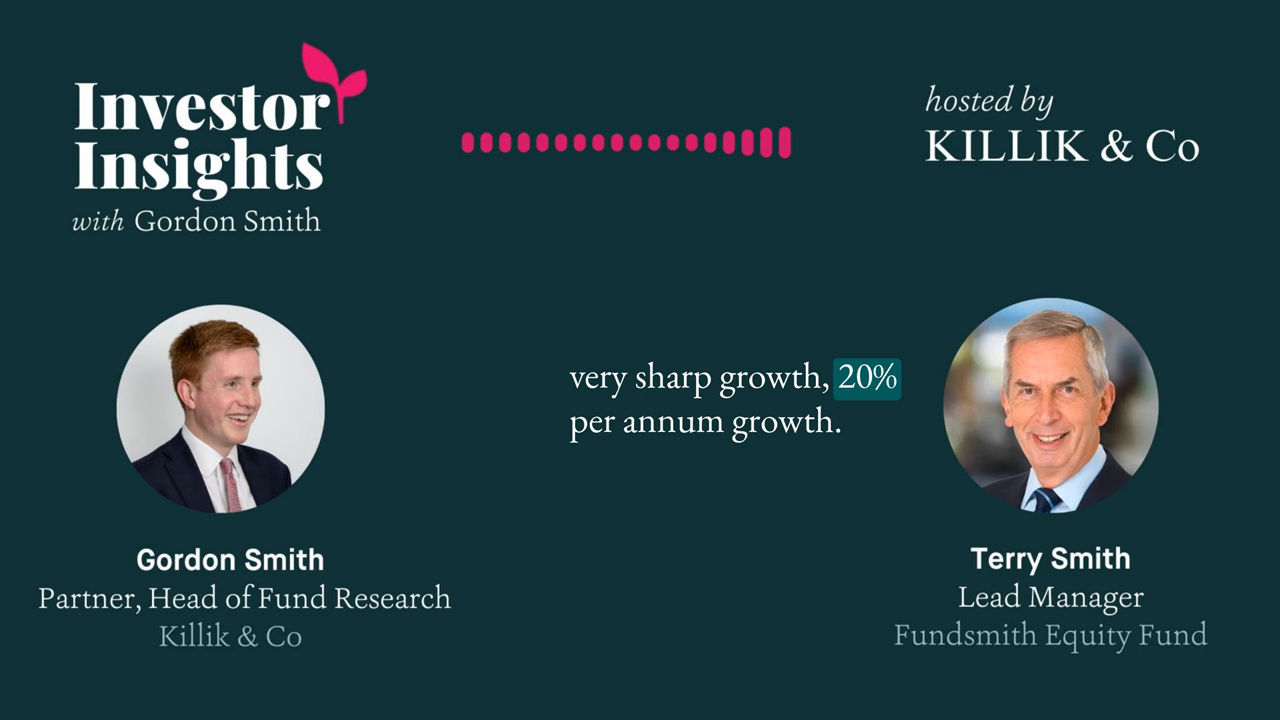 Investor
Insights
with Gordon Smith
hosted by
KILLIK & Co
very sharp growth, 20%
per annum growth.
Gordon Smith
Partner, Head of Fund Research
Killik & Co
Terry Smith
Lead Manager
Fundsmith Equity Fund